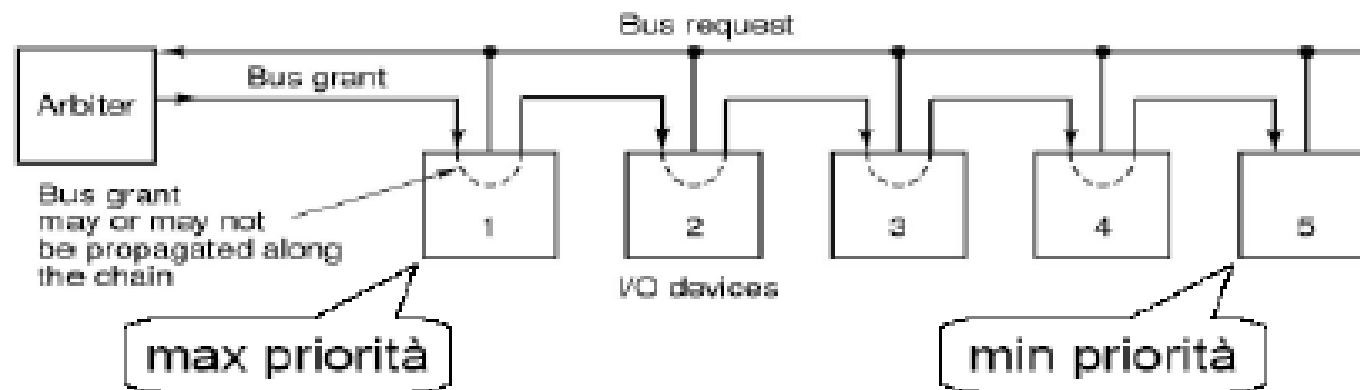 Bus request
Bus grant
Arbiter
Bus grant
may or may not
be propagated along
the chain
1
2
3
4
5
I/O devices
max priorità
min priorità